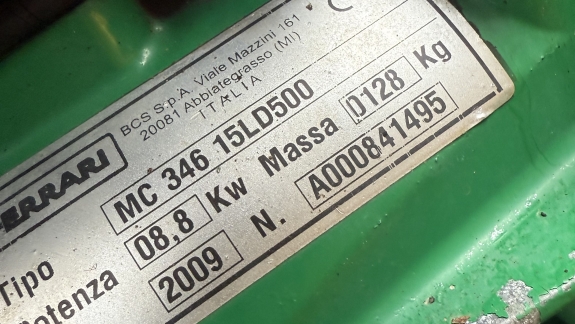 FERRARI
BCS S.p.A. Viale Mazzini 161
20081 Abbiategrasso (MI)
ITALIA
Tipo MC 346 15LD500
Potenza 08,8 Kw Massa 0128 Kg
2009 N. A000841495